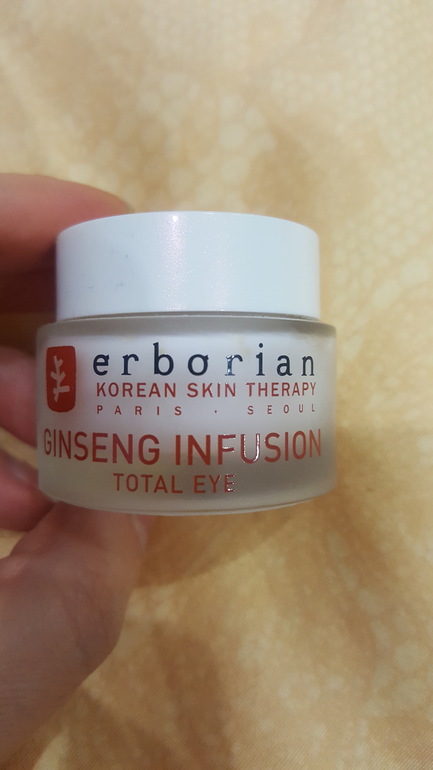 erborian
KOREAN SKIN THERAPY
PARIS · SEOUL
GINSENG INFUSION
TOTAL EYE